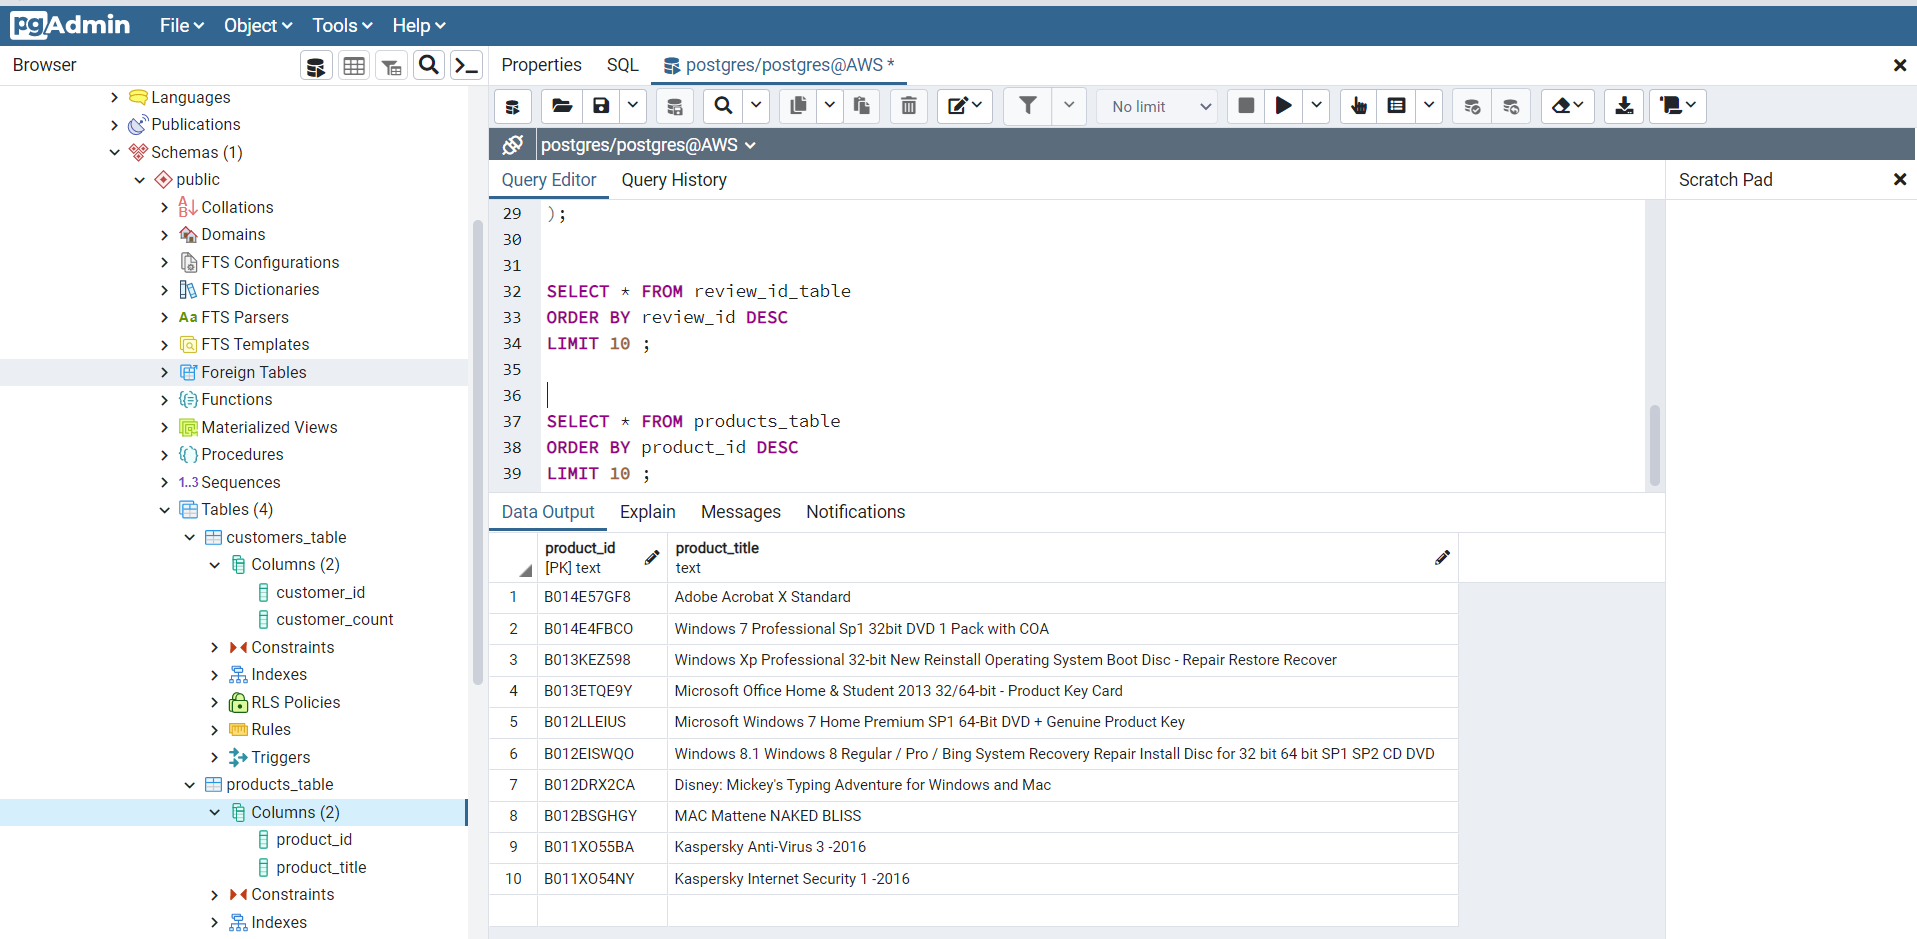 pgAdmin File Object Tools Help
Browser
Properties SQL postgres/postgres@AWS *
No limit
postgres/postgres@AWS
Query Editor Query History
Scratch Pad
Languages
Publications
Schemas (1)
public
Collations
Domains
FTS Configurations
FTS Dictionaries
Aa FTS Parsers
FTS Templates
Foreign Tables
Functions
Materialized Views
Procedures
1..3 Sequences
Tables (4)
customers_table
Columns (2)
customer_id
customer_count
Constraints
Indexes
RLS Policies
Rules
Triggers
products_table
Columns (2)
product_id
product_title
Constraints
Indexes
29 );
30
31
32 SELECT * FROM review_id_table
33 ORDER BY review_id DESC
34 LIMIT 10 ;
35
36
37 SELECT * FROM products_table
38 ORDER BY product_id DESC
39 LIMIT 10 ;
Data Output Explain Messages Notifications
product_id product_title
[PK] text text
1 B014E57GF8 Adobe Acrobat X Standard
2 B014E4FBCO Windows 7 Professional Sp1 32bit DVD 1 Pack with COA
3 B013KEZ598 Windows Xp Professional 32-bit New Reinstall Operating System Boot Disc - Repair Restore Recover
4 B013ETQE9Y Microsoft Office Home & Student 2013 32/64-bit - Product Key Card
5 B012LLEIUS Microsoft Windows 7 Home Premium SP1 64-Bit DVD + Genuine Product Key
6 B012EISWQO Windows 8.1 Windows 8 Regular / Pro / Bing System Recovery Repair Install Disc for 32 bit 64 bit SP1 SP2 CD DVD
7 B012DRX2CA Disney: Mickey's Typing Adventure for Windows and Mac
8 B012BSGHGY MAC Mattene NAKED BLISS
9 B011XO55BA Kaspersky Anti-Virus 3 -2016
10 B011XO54NY Kaspersky Internet Security 1 -2016